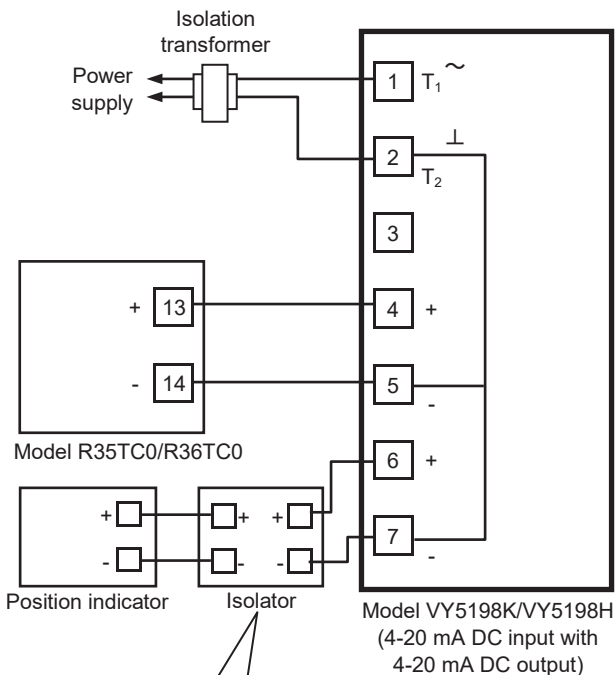 Isolation
transformer
Power
supply
1 T₁ ~
2 ⊥
T₂
3
+ 13
4 +
- 14
5 -
Model R35TC0/R36TC0
6 +
+ + +
7 -
- - -
Position indicator
Isolator
Model VY5198K/VY5198H
(4-20 mA DC input with
4-20 mA DC output)